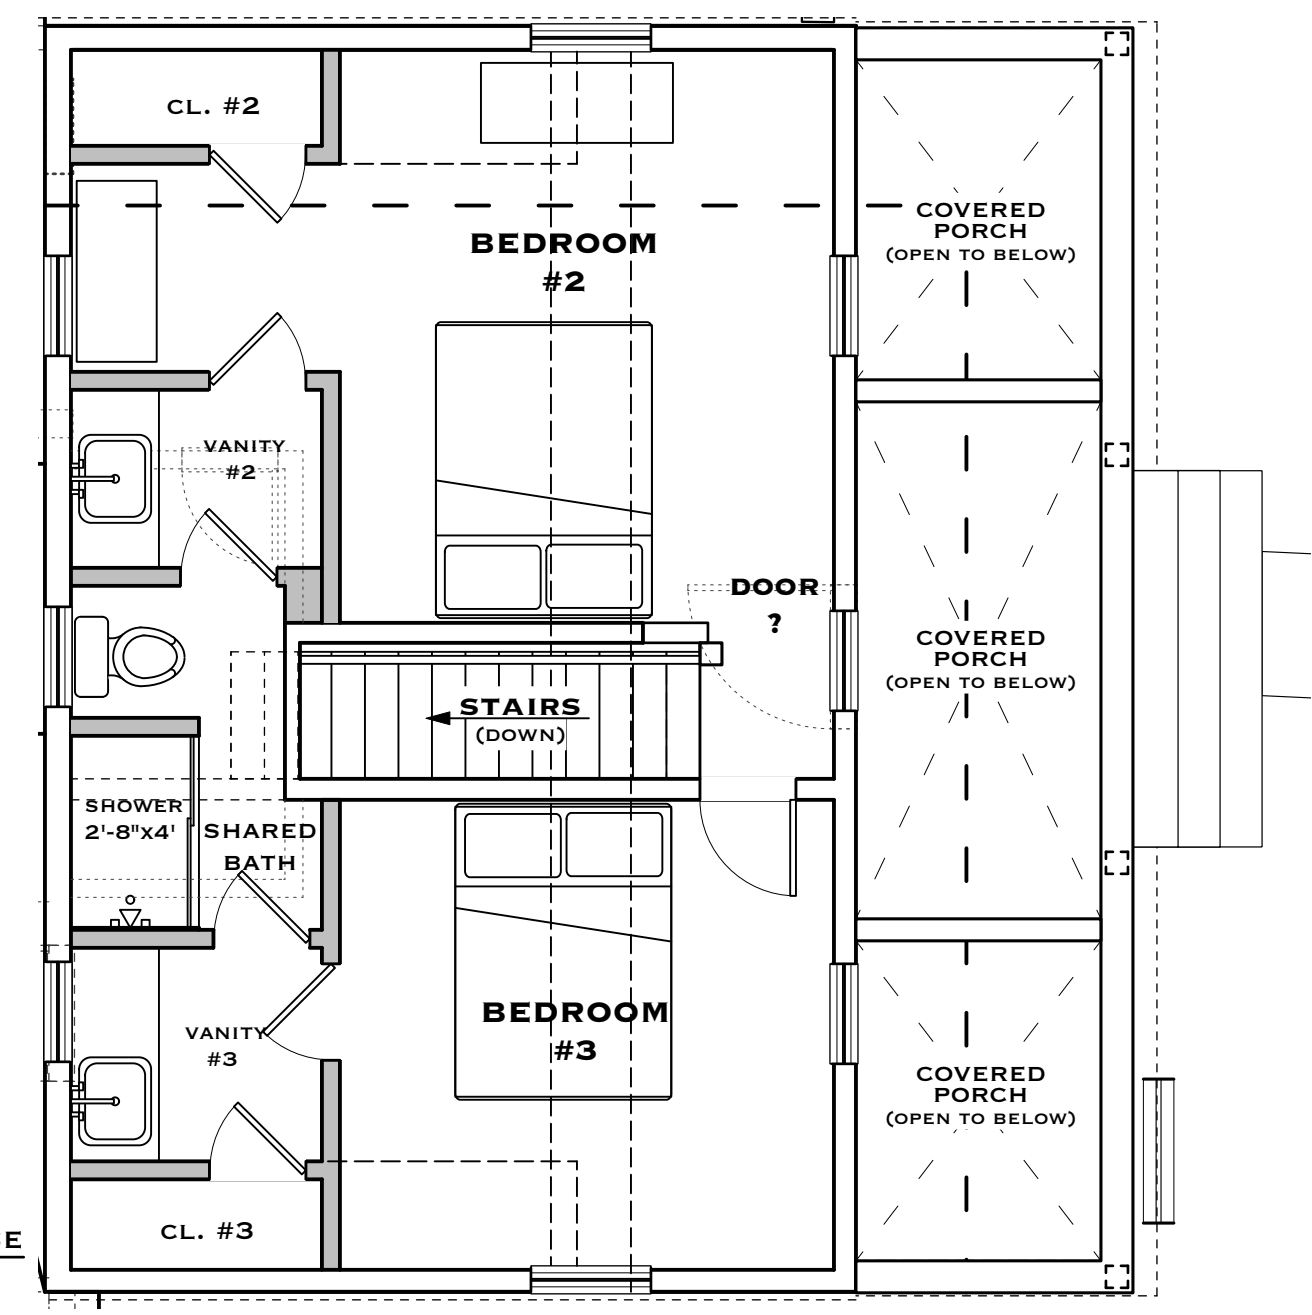 CL. #2
COVERED
PORCH
(OPEN TO BELOW)
BEDROOM
#2
VANITY
#2
DOOR
?
COVERED
PORCH
(OPEN TO BELOW)
STAIRS
(DOWN)
SHOWER
2'-8"x4'
SHARED
BATH
BEDROOM
#3
VANITY
#3
COVERED
PORCH
(OPEN TO BELOW)
CL. #3